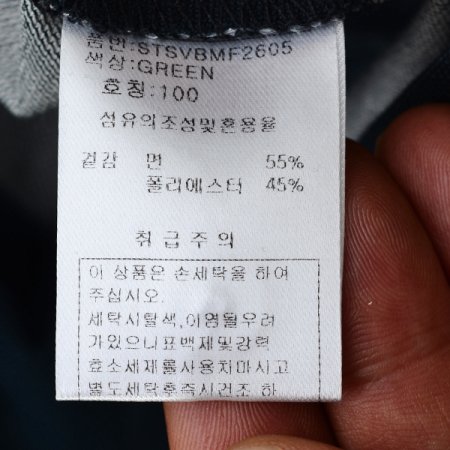 품번:STSVBMF2605
색상:GREEN
호칭:100
섬유의조성및혼용율
겉감 면 55%
폴리에스터 45%
취급주의
이 상품은 손세탁을 하여
주십시오.
세탁시탈색,이염될우려
가있으니표백제및강력
효소세제를사용치마시고
별도세탁후즉시건조 하